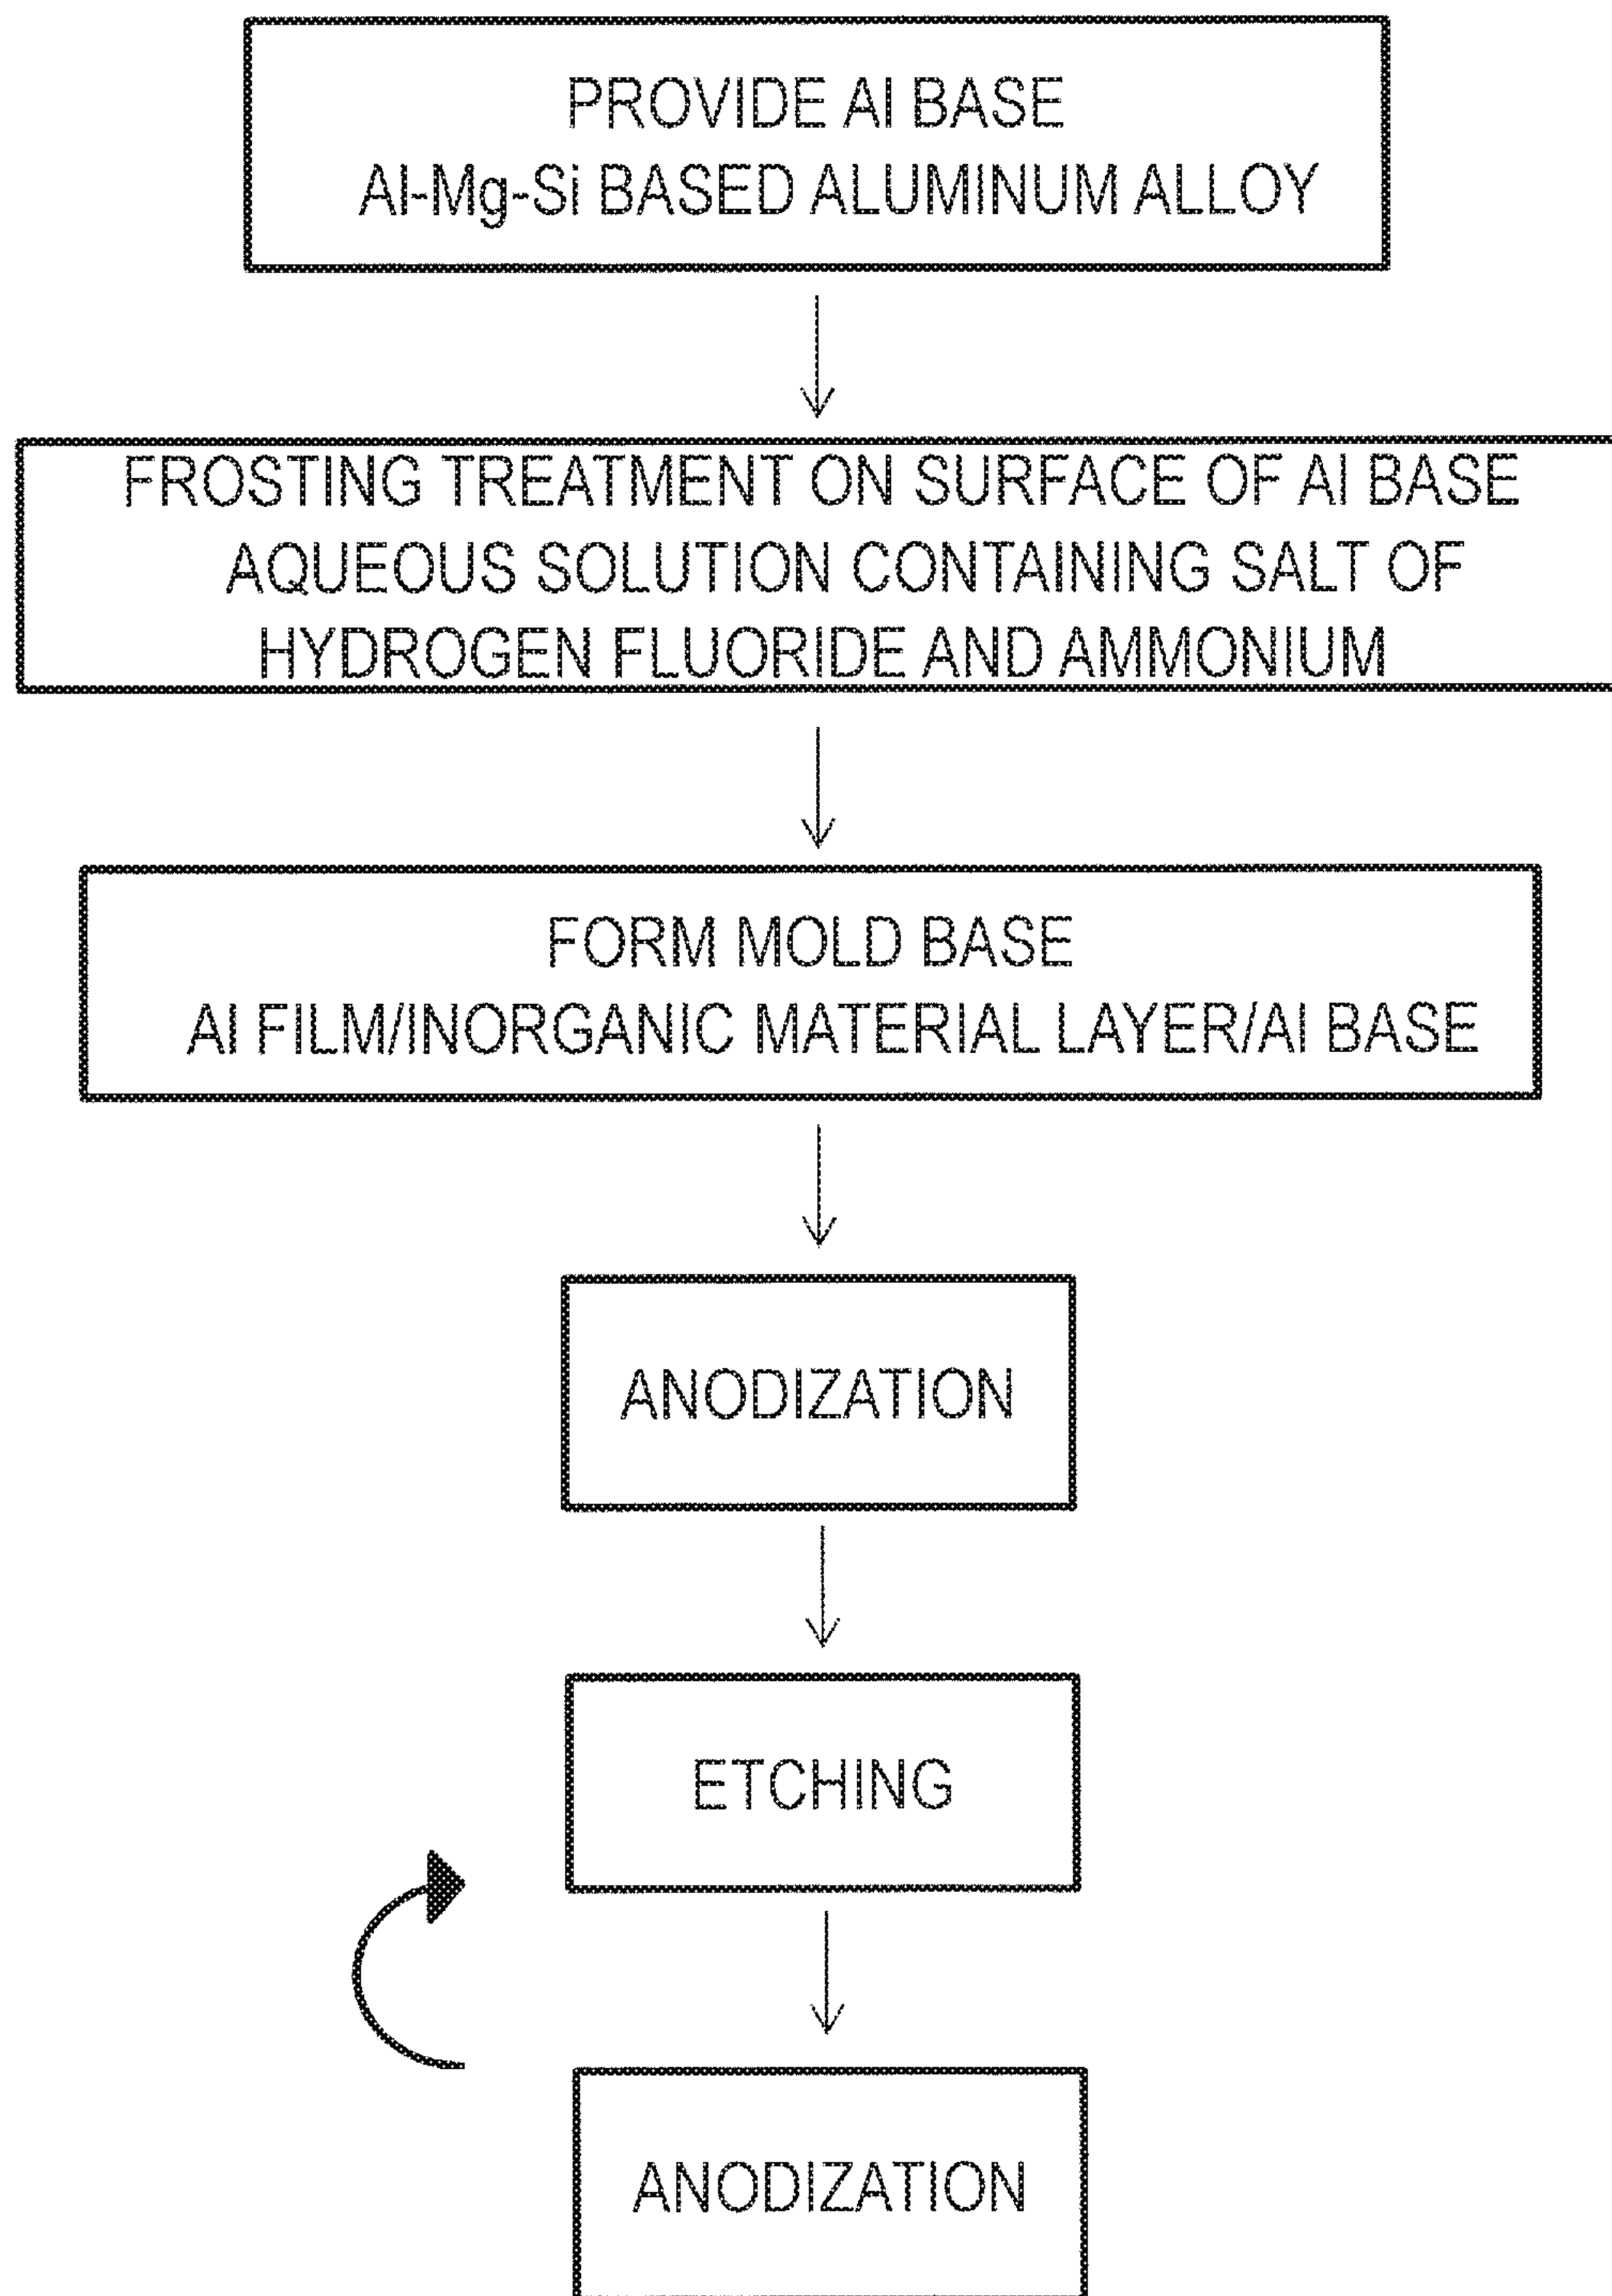 PROVIDE Al BASE
Al-Mg-Si BASED ALUMINUM ALLOY
FROSTING TREATMENT ON SURFACE OF Al BASE
AQUEOUS SOLUTION CONTAINING SALT OF
HYDROGEN FLUORIDE AND AMMONIUM
FORM MOLD BASE
Al FILM/INORGANIC MATERIAL LAYER/Al BASE
ANODIZATION
ETCHING
ANODIZATION